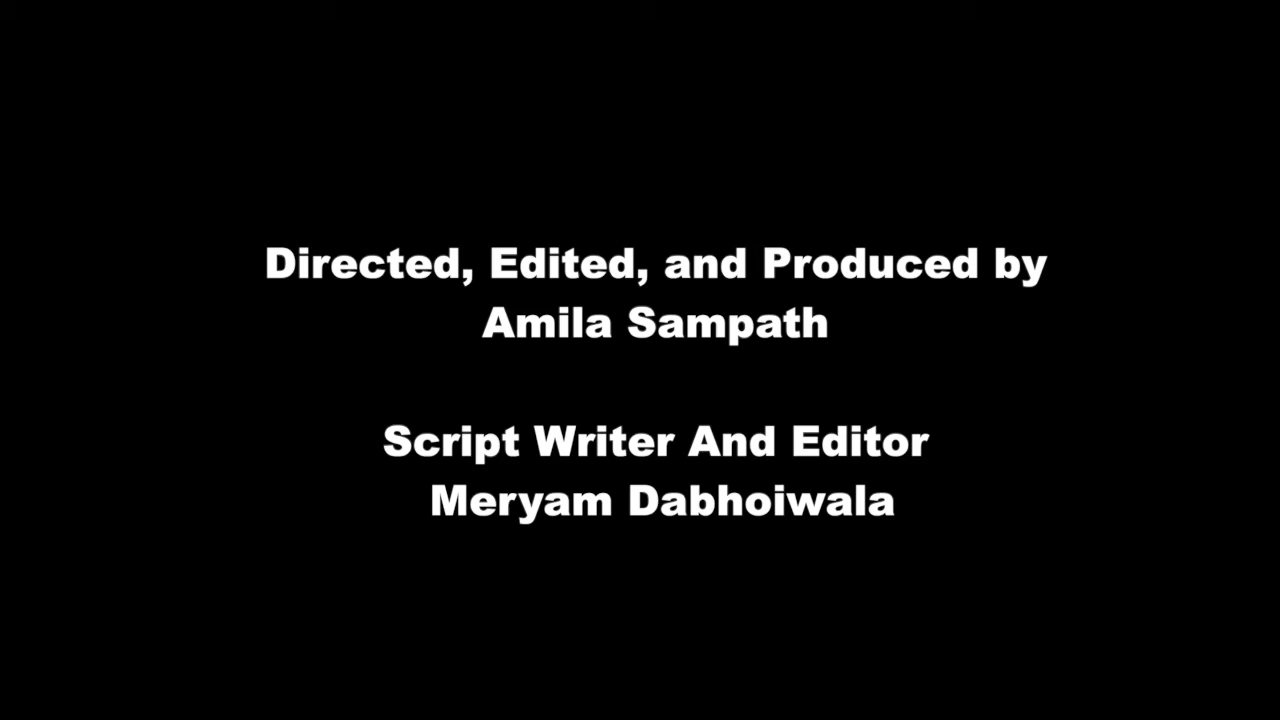 Directed, Edited, and Produced by
Amila Sampath
Script Writer And Editor
Meryam Dabhoiwala